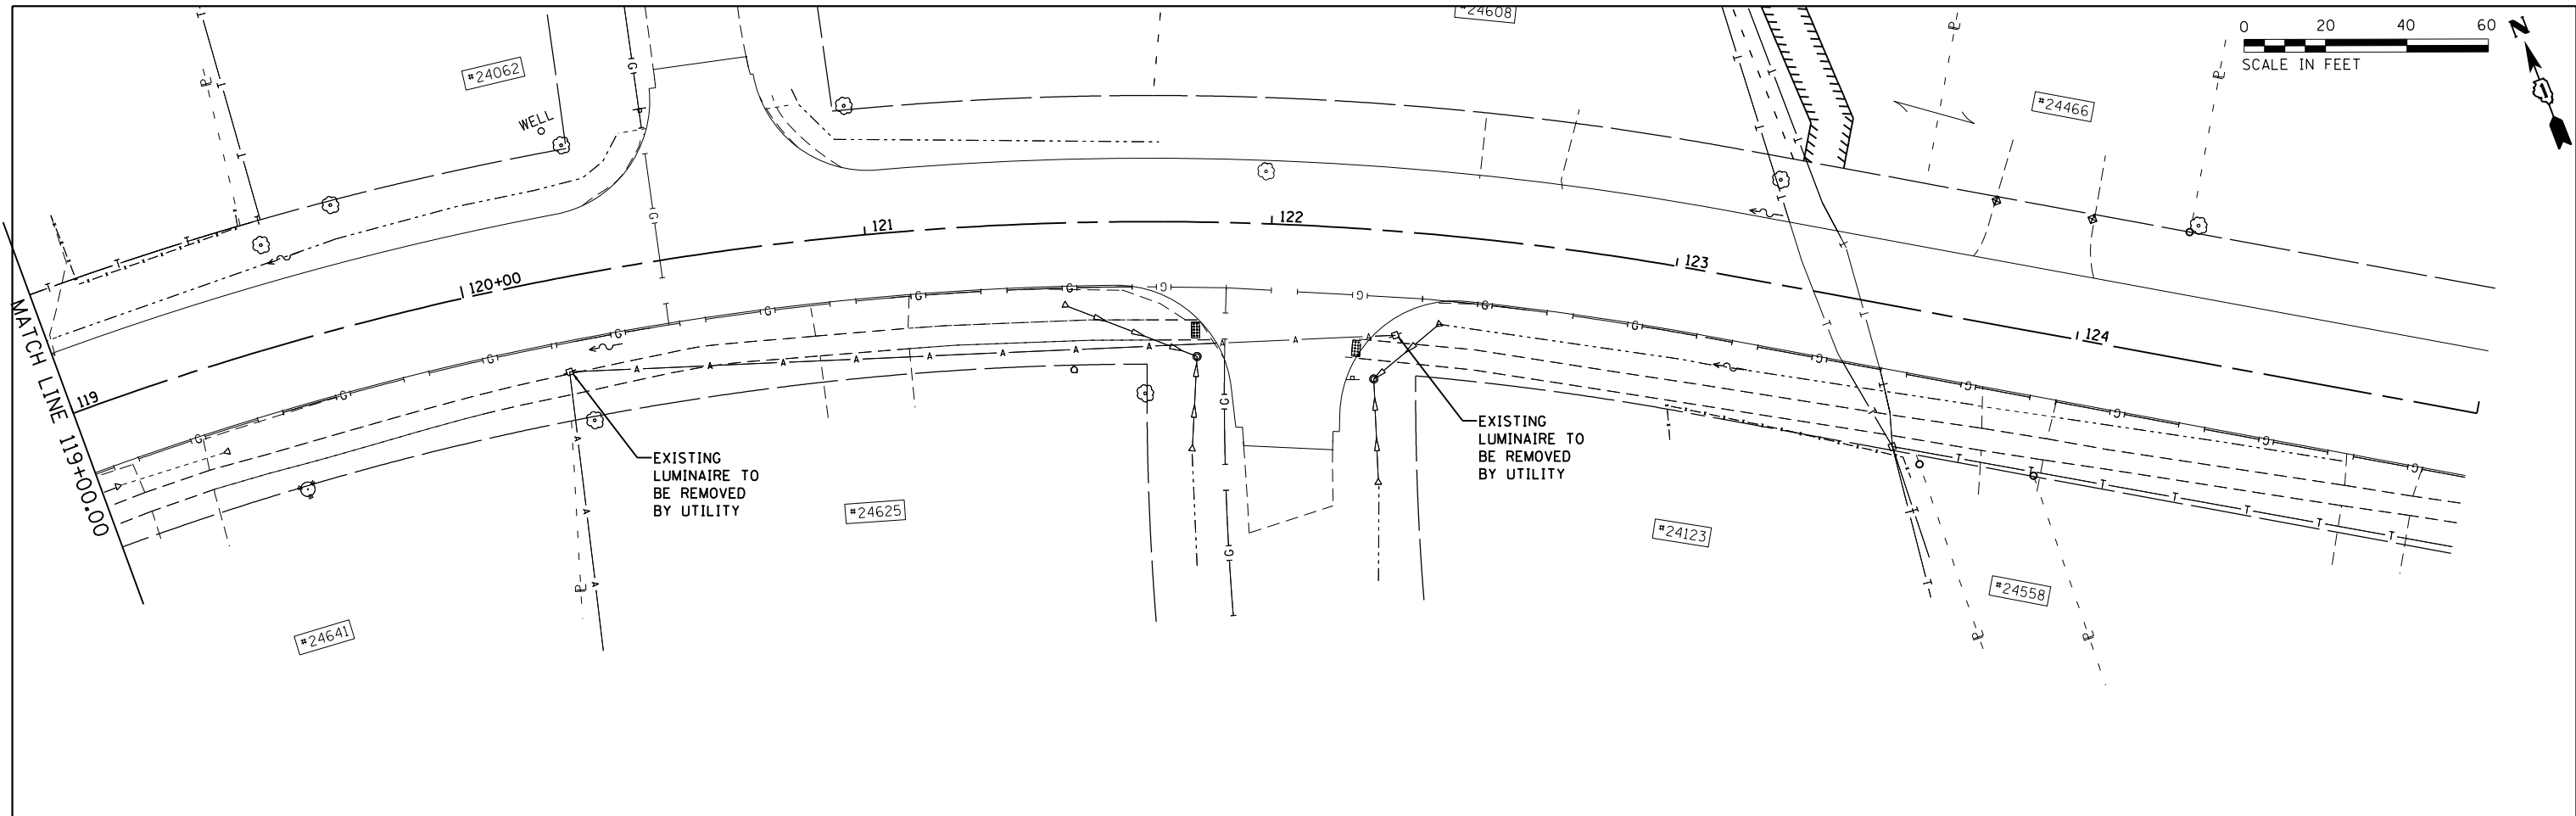 #24608
0 20 40 60
SCALE IN FEET
N
#24062
WELL
#24466
MATCH LINE 119+00.00
119
120+00
121
122
123
124
EXISTING
LUMINAIRE TO
BE REMOVED
BY UTILITY
EXISTING
LUMINAIRE TO
BE REMOVED
BY UTILITY
#24625
#24123
#24558
#24641